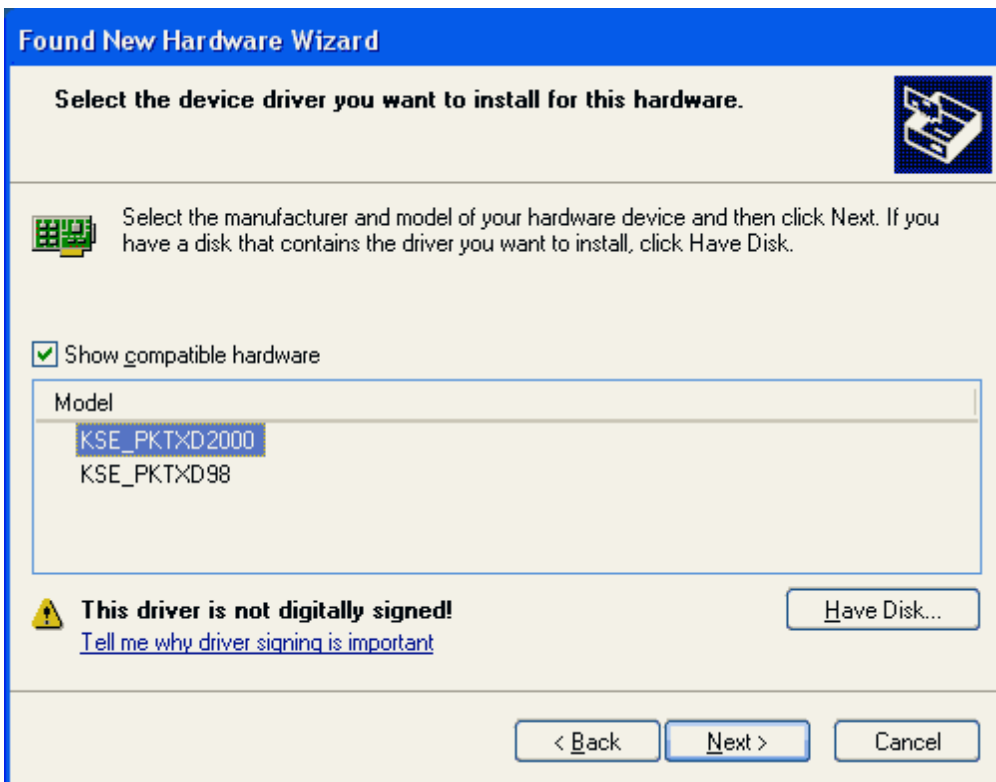 Found New Hardware Wizard
Select the device driver you want to install for this hardware.
Select the manufacturer and model of your hardware device and then click Next. If you
have a disk that contains the driver you want to install, click Have Disk.
Show compatible hardware
Model
KSE_PKTXD2000
KSE_PKTXD98
This driver is not digitally signed!
Have Disk...
Tell me why driver signing is important
< Back
Next >
Cancel